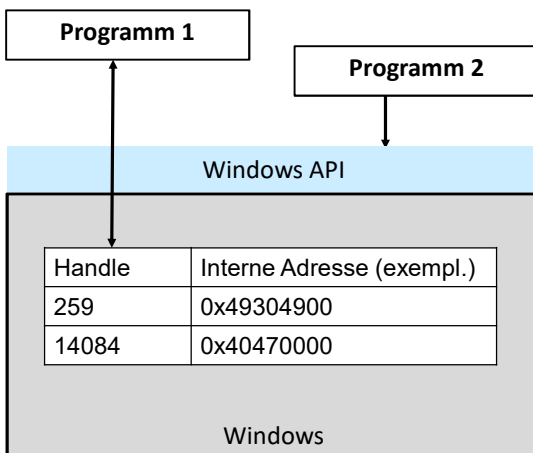 Programm 1
Programm 2
Windows API
Handle Interne Adresse (exempl.)
259 0x49304900
14084 0x40470000
Windows